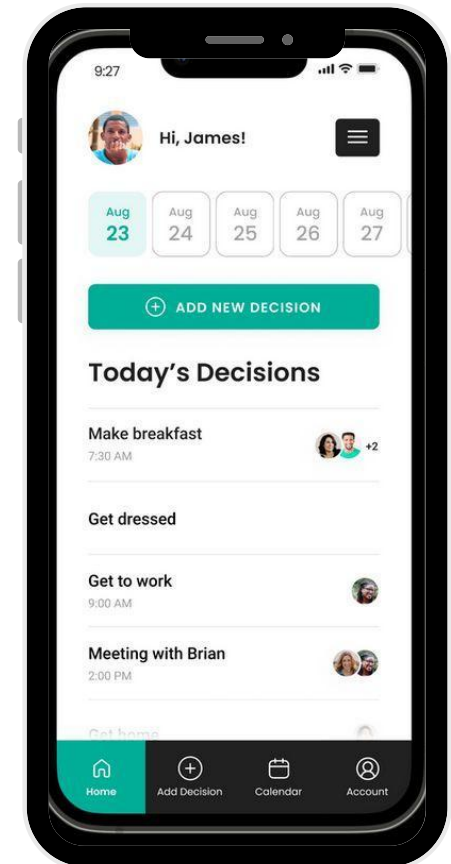 9:27
Hi, James!
Aug Aug Aug Aug Aug
23 24 25 26 27
ADD NEW DECISION
Today's Decisions
Make breakfast
7:30 AM
+2
Get dressed
Get to work
9:00 AM
Meeting with Brian
2:00 PM
Get home
Home Add Decision Calendar Account